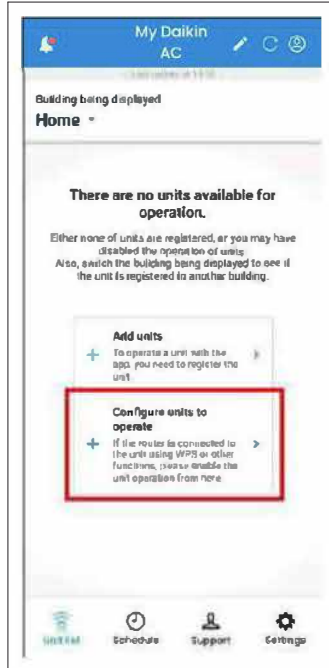 My Daikin
AC
Building being displayed
Home
There are no units available for
operation.
Either none of units are registered, or you may have
disabled the operation of units
Also, switch the building being displayed to see if
the unit is registered in another building.
Add units
To operate a unit with the
app, you need to register the
unit
Configure units to
operate
If the router is connected to
the unit using WPS or other
functions, please enable the
unit operation from here
Unit list
Schedule
Support
Settings